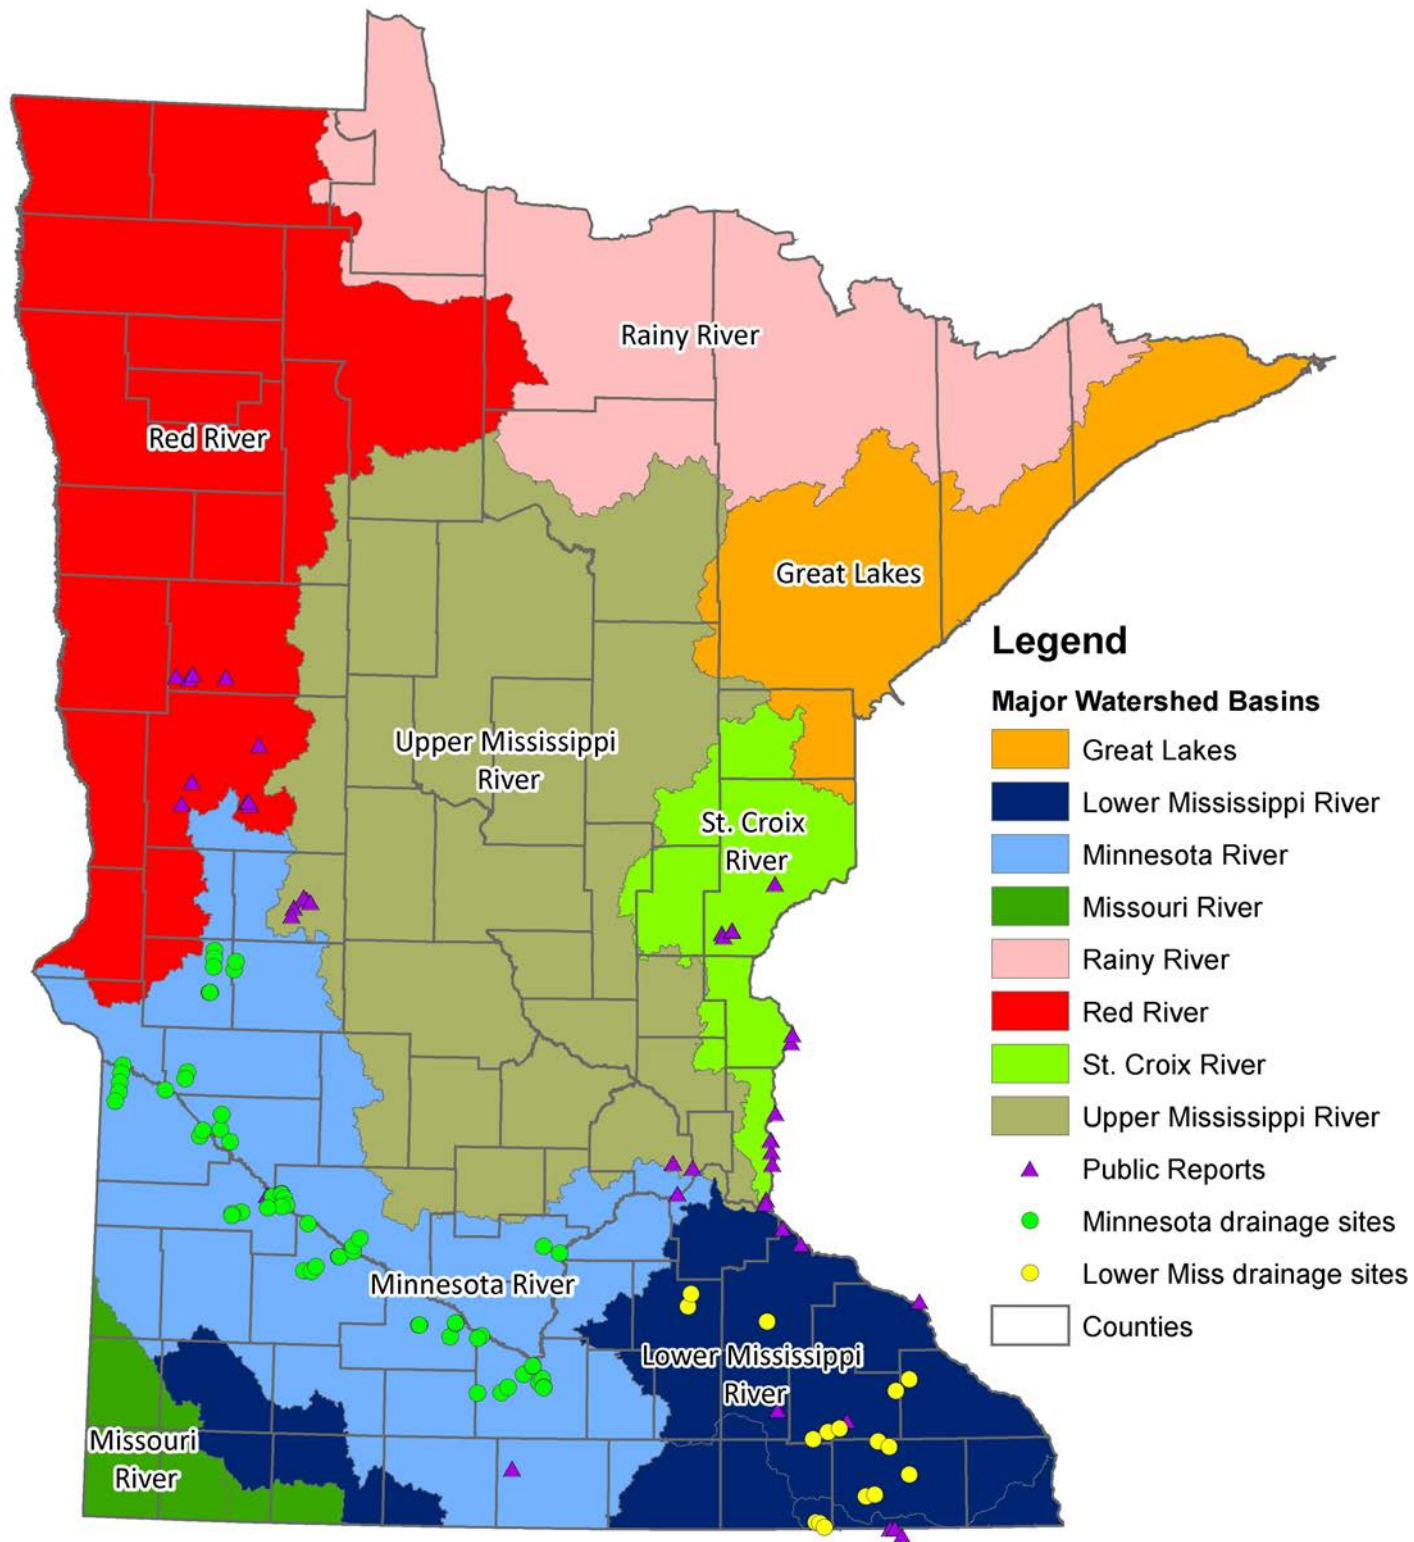 Rainy River
Red River
Great Lakes
Upper Mississippi
River
St. Croix
River
Minnesota River
Lower Mississippi
River
Missouri
River
Legend
Major Watershed Basins
Great Lakes
Lower Mississippi River
Minnesota River
Missouri River
Rainy River
Red River
St. Croix River
Upper Mississippi River
Public Reports
Minnesota drainage sites
Lower Miss drainage sites
Counties